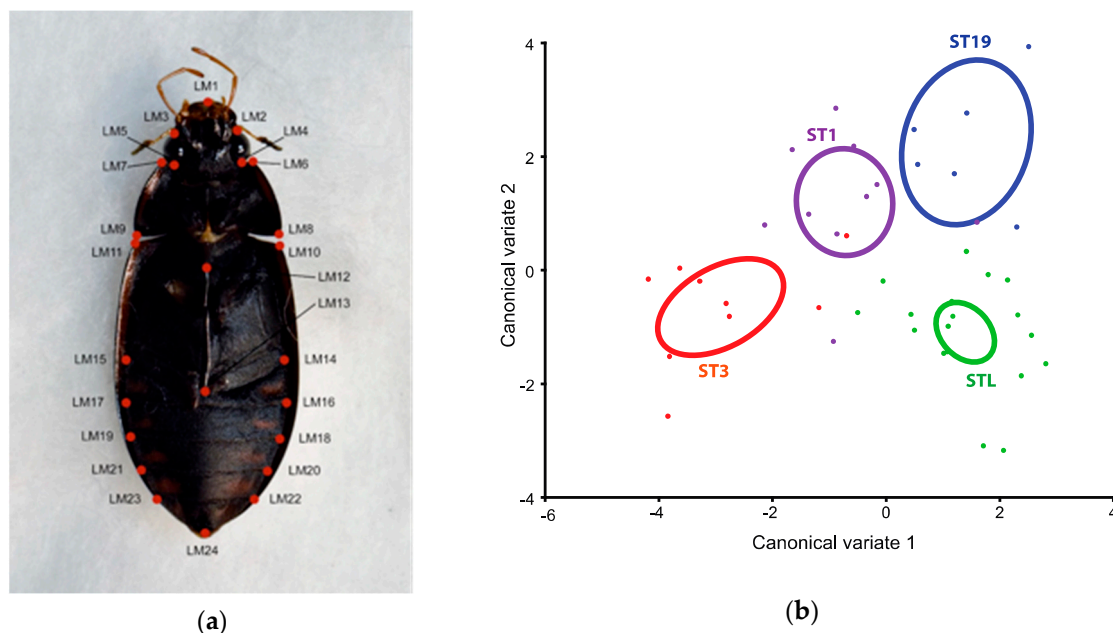 LM1
LM3
LM2
LM5
LM4
LM7
LM6
LM9
LM8
LM11
LM10
LM12
LM13
LM15
LM14
LM17
LM16
LM19
LM18
LM21
LM20
LM23
LM22
LM24
(a)
4
2
0
-2
-4
-6
-4
-2
0
2
4
Canonical variate 2
Canonical variate 1
ST19
ST1
ST3
STL
(b)